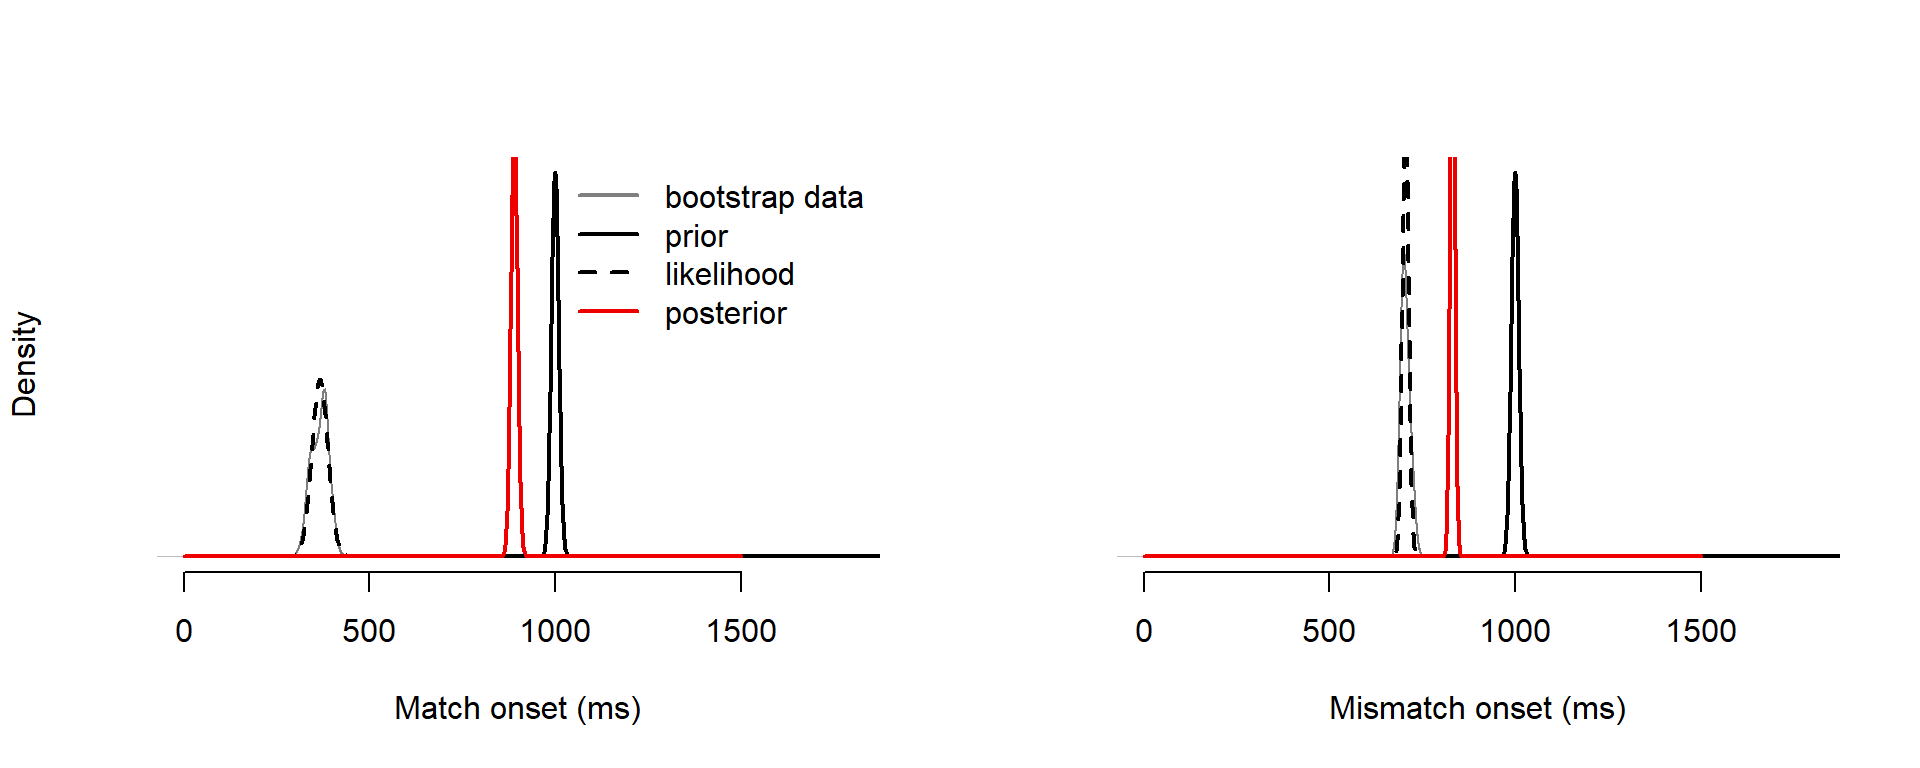 Density
bootstrap data
prior
likelihood
posterior
0 500 1000 1500
Match onset (ms)
0 500 1000 1500
Mismatch onset (ms)